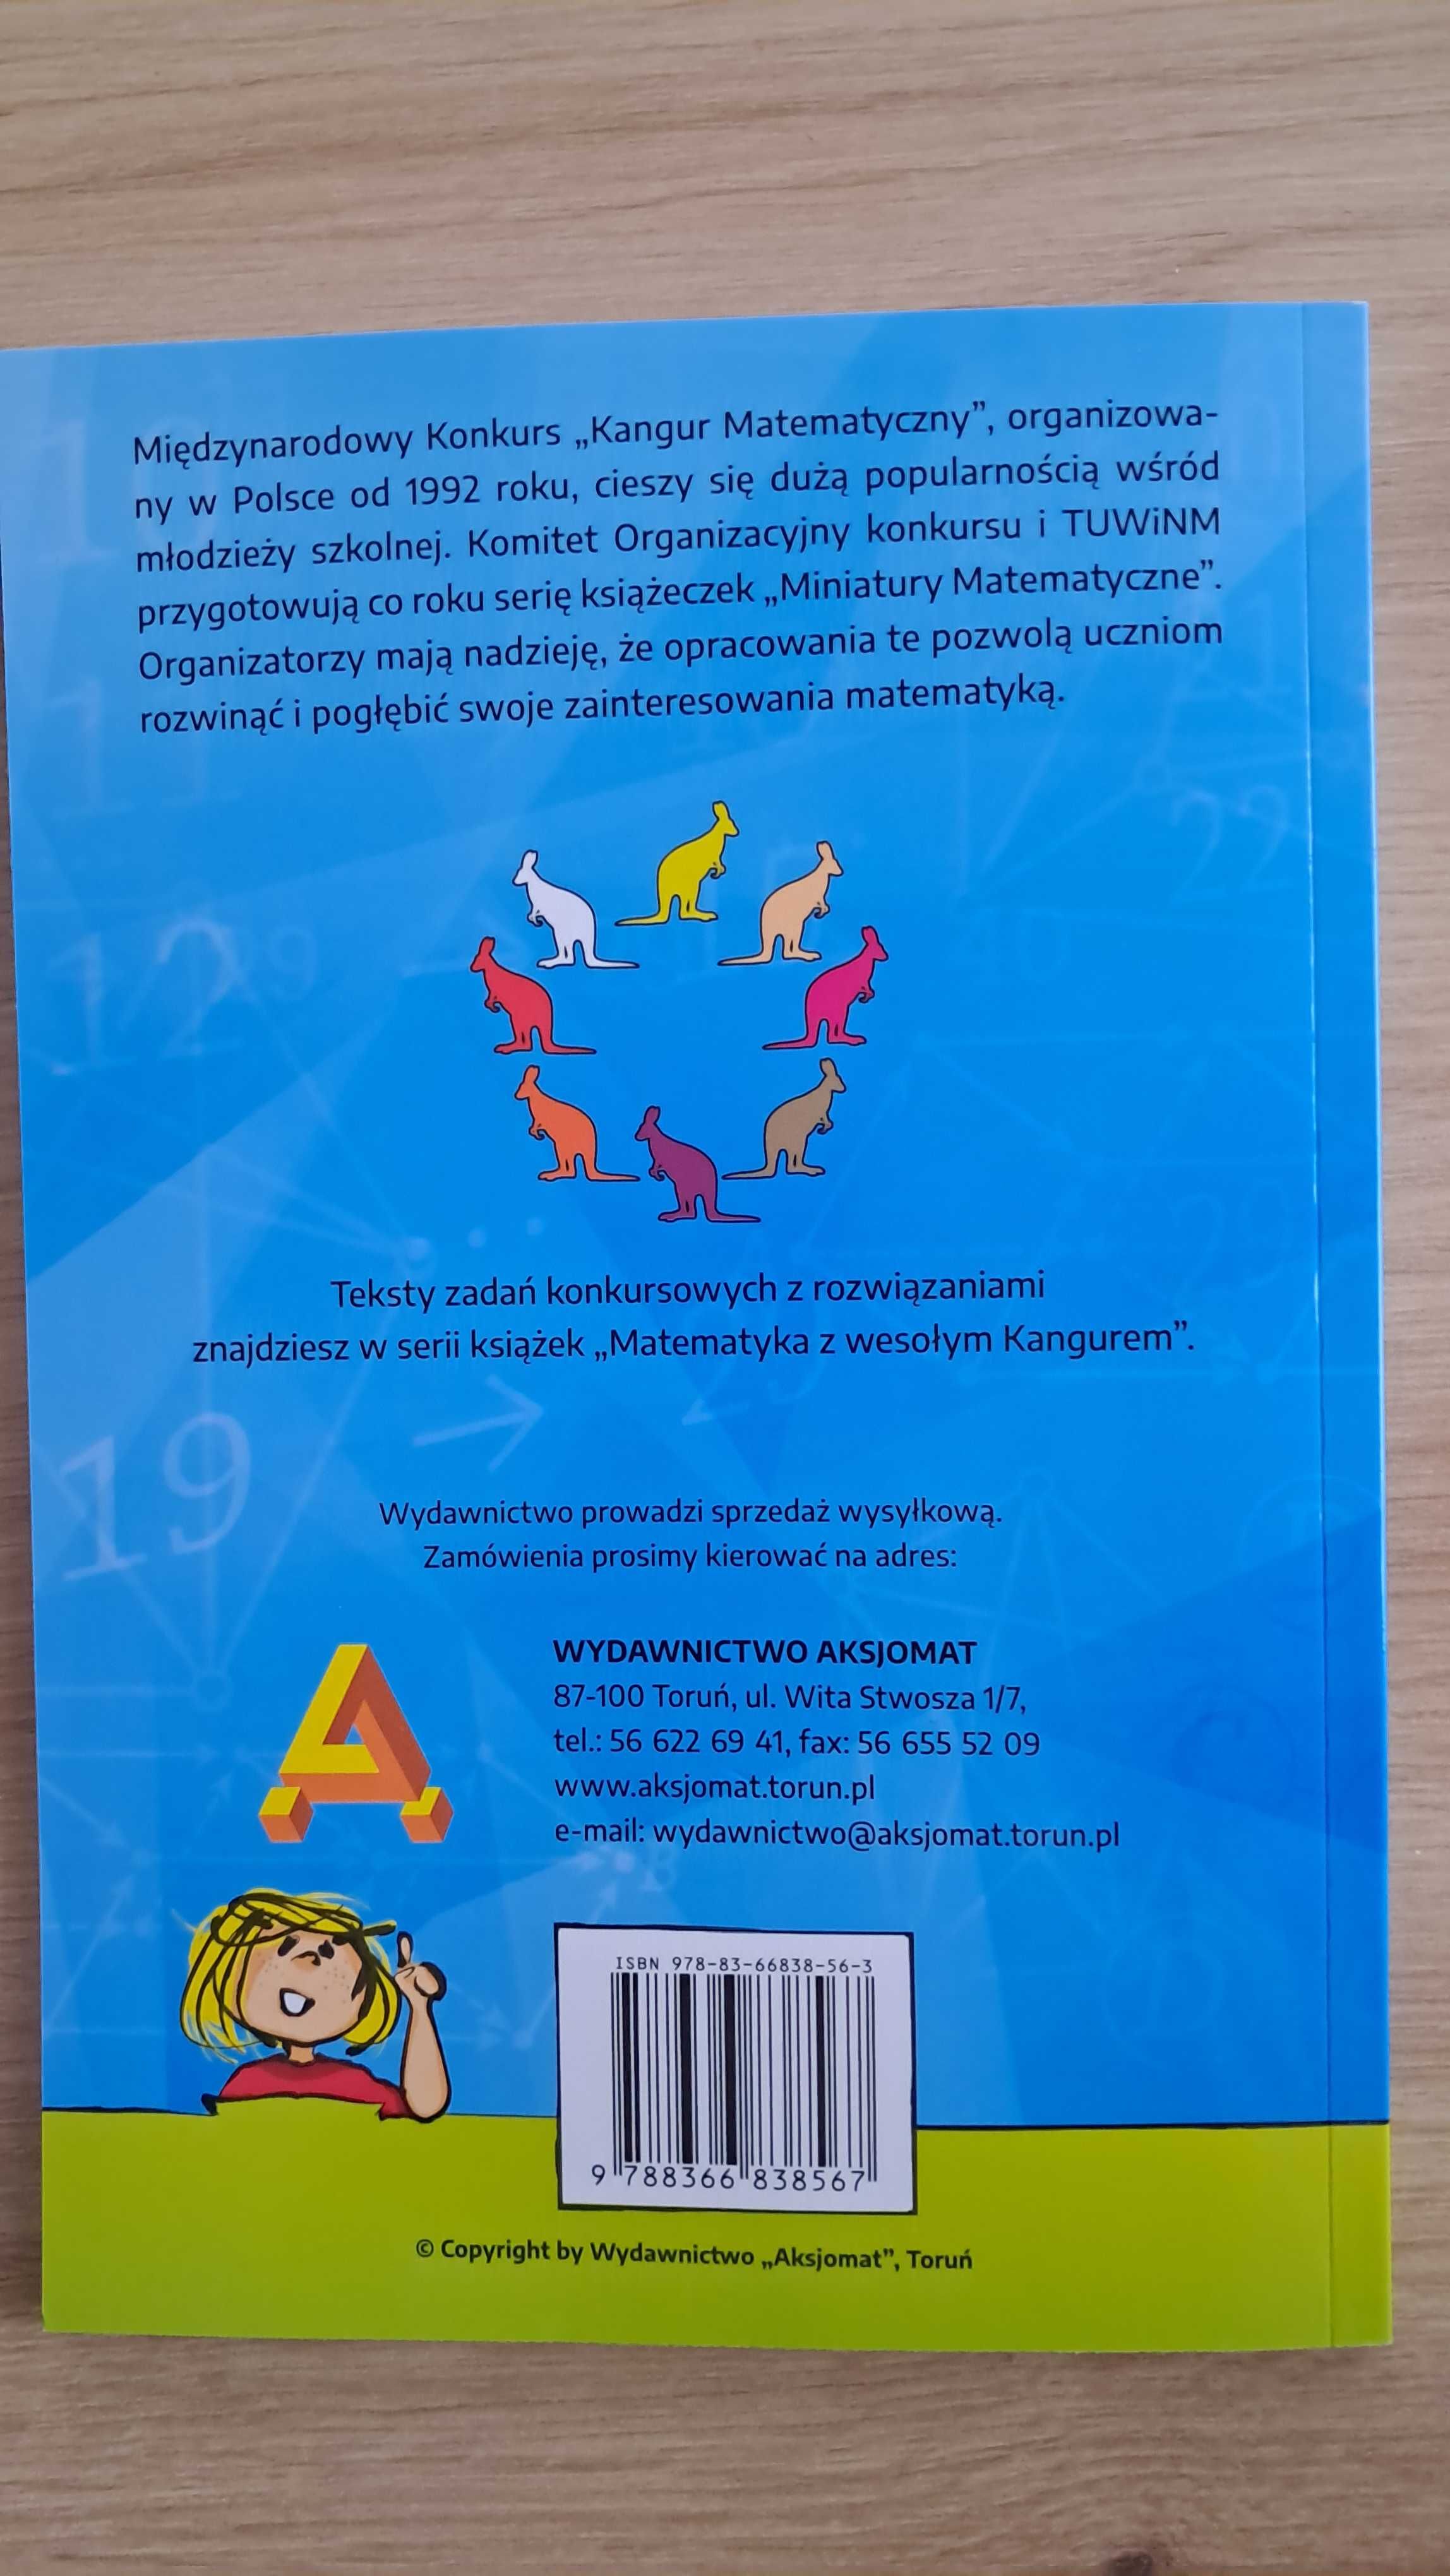 Międzynarodowy Konkurs „Kangur Matematyczny”, organizowa-
ny w Polsce od 1992 roku, cieszy się dużą popularnością wśród
młodzieży szkolnej. Komitet Organizacyjny konkursu i TUWiNM
przygotowują co roku serię książeczek „Miniatury Matematyczne”.
Organizatorzy mają nadzieję, że opracowania te pozwolą uczniom
rozwinąć i pogłębić swoje zainteresowania matematyką.
22
12
Teksty zadań konkursowych z rozwiązaniami
znajdziesz w serii książek „Matematyka z wesołym Kangurem”.
19
Wydawnictwo prowadzi sprzedaż wysyłkową.
Zamówienia prosimy kierować na adres:
WYDAWNICTWO AKSJOMAT
87-100 Toruń, ul. Wita Stwosza 1/7,
tel.: 56 622 69 41, fax: 56 655 52 09
www.aksjomat.torun.pl
e-mail: wydawnictwo@aksjomat.torun.pl
ISBN 978-83-66838-56-3
9 788366 838567
© Copyright by Wydawnictwo „Aksjomat”, Toruń